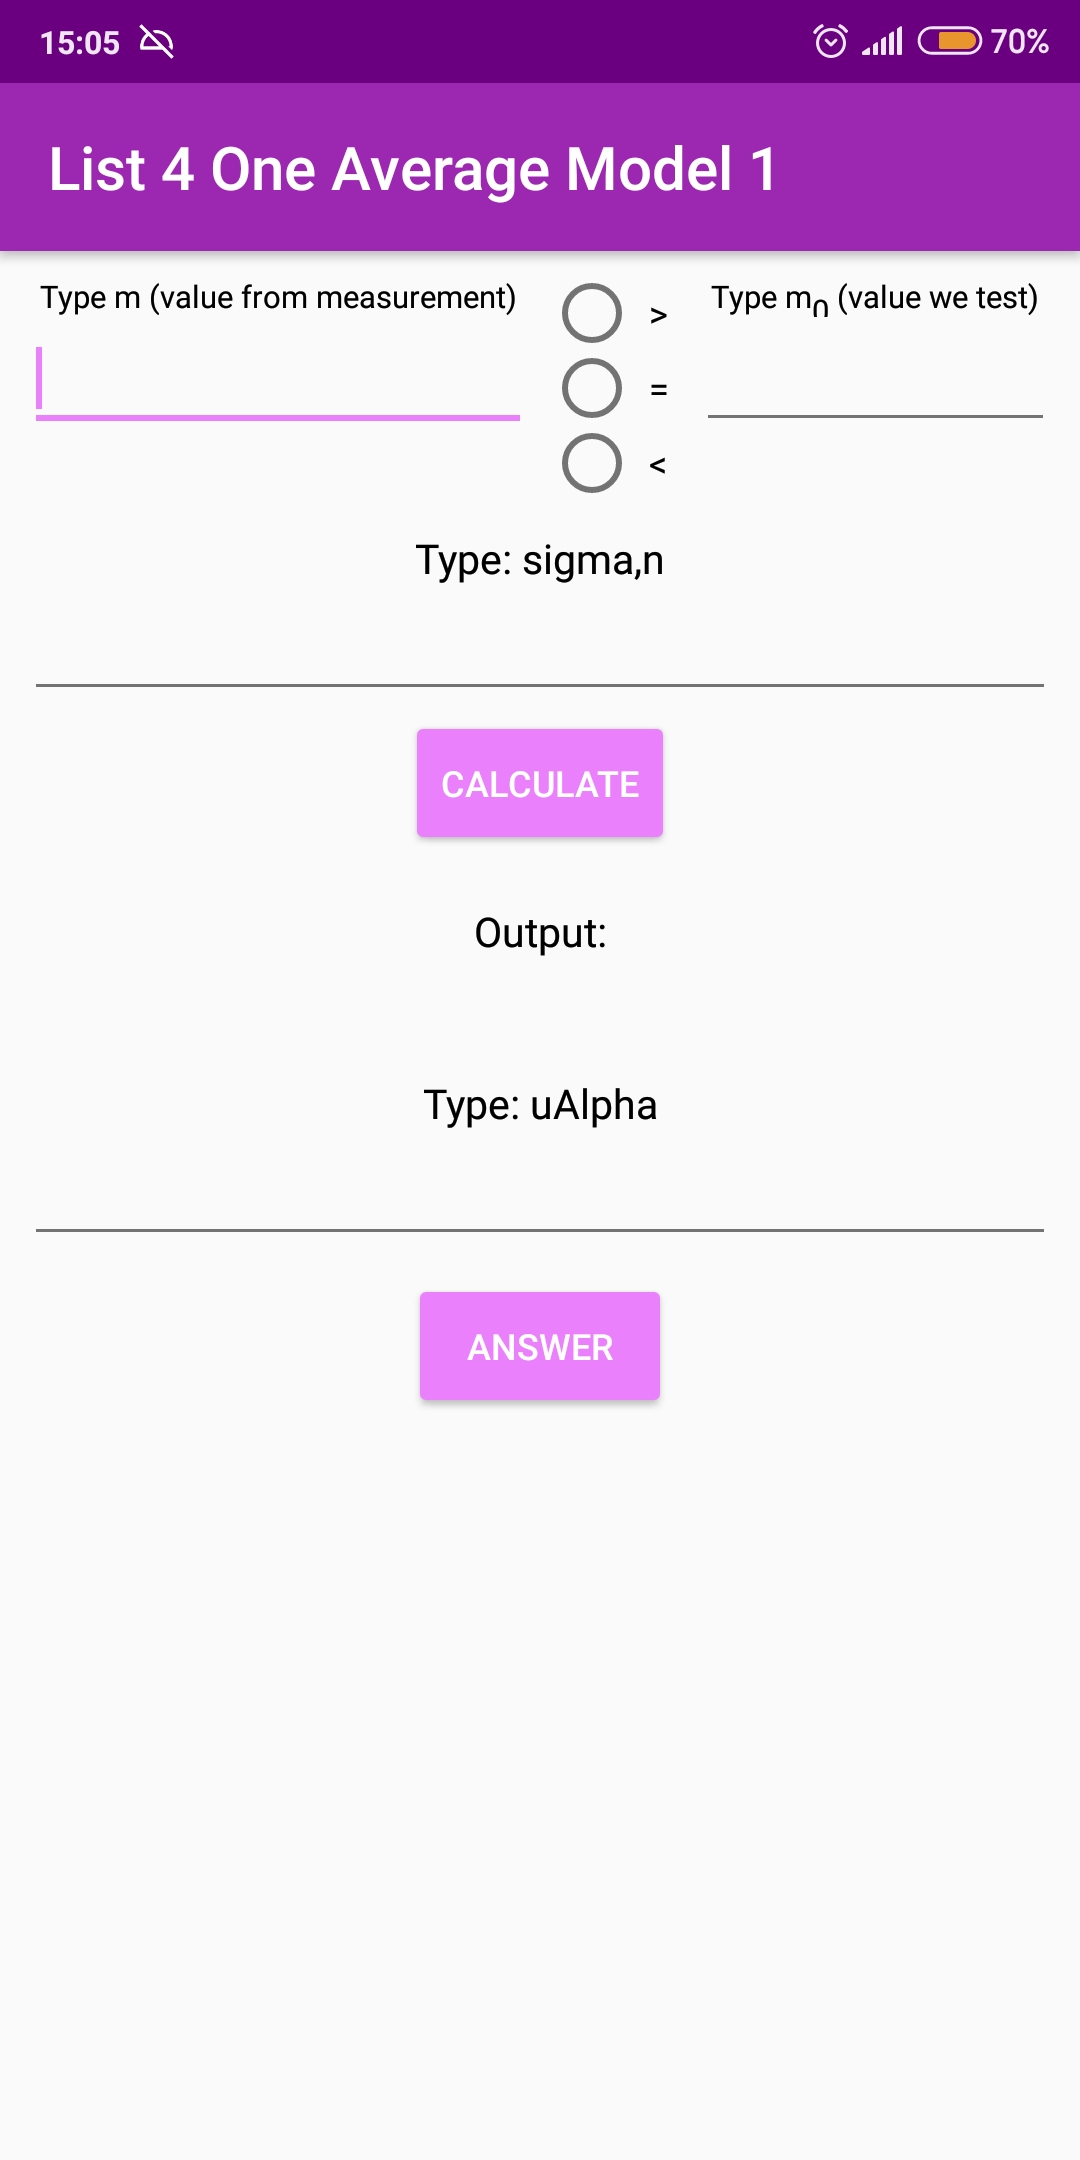 15:05 70%
List 4 One Average Model 1
Type m (value from measurement) > Type m₀ (value we test)
=
<
Type: sigma,n
CALCULATE
Output:
Type: uAlpha
ANSWER